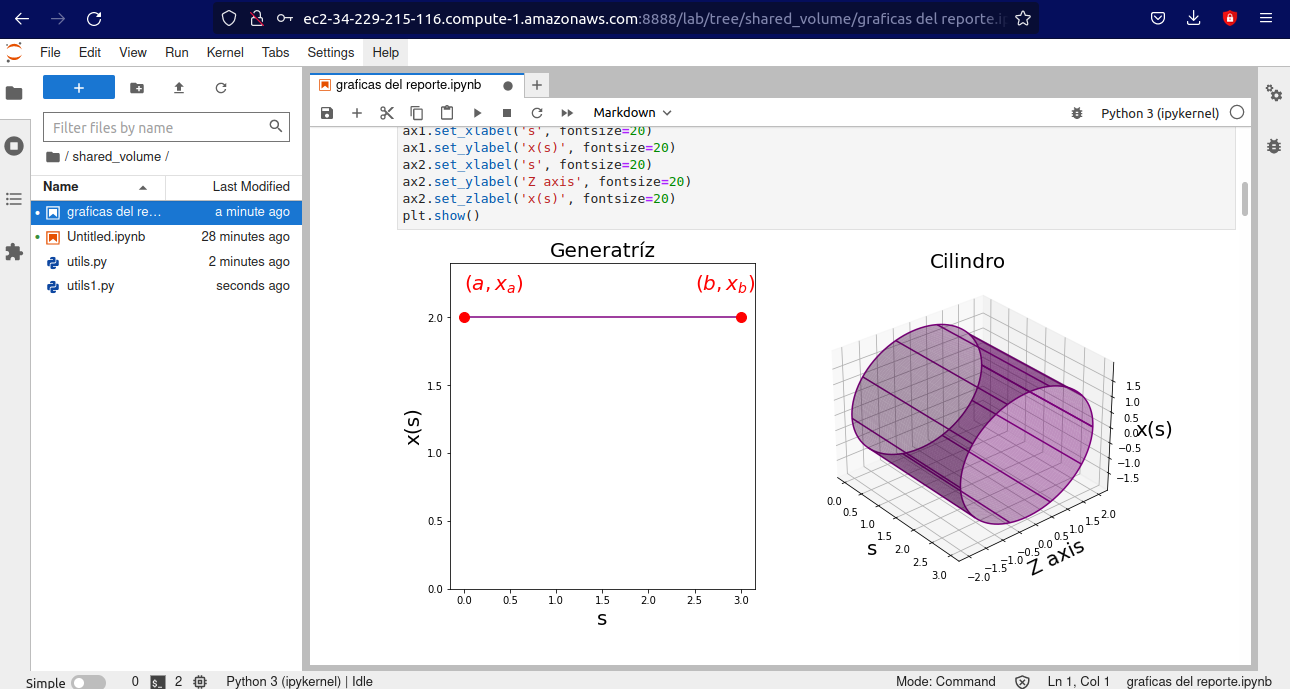 ec2-34-229-215-116.compute-1.amazonaws.com:8888/lab/tree/shared_volume/graficas del reporte.i
File Edit View Run Kernel Tabs Settings Help
graficas del reporte.ipynb
Filter files by name
Markdown
Python 3 (ipykernel)
/ shared_volume /
Name Last Modified
graficas del re… a minute ago
Untitled.ipynb 28 minutes ago
utils.py 2 minutes ago
utils1.py seconds ago
ax1.set_xlabel('s', fontsize=20)
ax1.set_ylabel('x(s)', fontsize=20)
ax2.set_xlabel('s', fontsize=20)
ax2.set_ylabel('Z axis', fontsize=20)
ax2.set_zlabel('x(s)', fontsize=20)
plt.show()
Generatríz
(a, xₐ) (b, x_b)
2.0
1.5
1.0
0.5
0.0
x(s)
0.0 0.5 1.0 1.5 2.0 2.5 3.0
s
Cilindro
1.5
1.0
0.5
0.0
−0.5
−1.0
−1.5
x(s)
0.0 0.5 1.0 1.5 2.0 2.5 3.0
s
−2.0 −1.5 −1.0 −0.5 0.0 0.5 1.0 1.5 2.0
Z axis
Simple 0 $_ 2 Python 3 (ipykernel) | Idle Mode: Command Ln 1, Col 1 graficas del reporte.ipynb